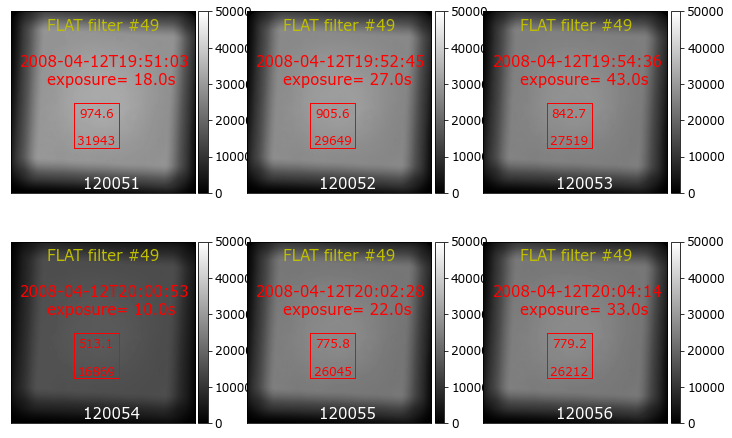 FLAT filter #49
2008-04-12T19:51:03
exposure= 18.0s
974.6
31943
120051
50000
40000
30000
20000
10000
0
FLAT filter #49
2008-04-12T19:52:45
exposure= 27.0s
905.6
29649
120052
50000
40000
30000
20000
10000
0
FLAT filter #49
2008-04-12T19:54:36
exposure= 43.0s
842.7
27519
120053
50000
40000
30000
20000
10000
0
FLAT filter #49
2008-04-12T20:00:53
exposure= 10.0s
513.1
120054
50000
40000
30000
20000
10000
0
FLAT filter #49
2008-04-12T20:02:28
exposure= 22.0s
775.8
26045
120055
50000
40000
30000
20000
10000
0
FLAT filter #49
2008-04-12T20:04:14
exposure= 33.0s
779.2
26212
120056
50000
40000
30000
20000
10000
0